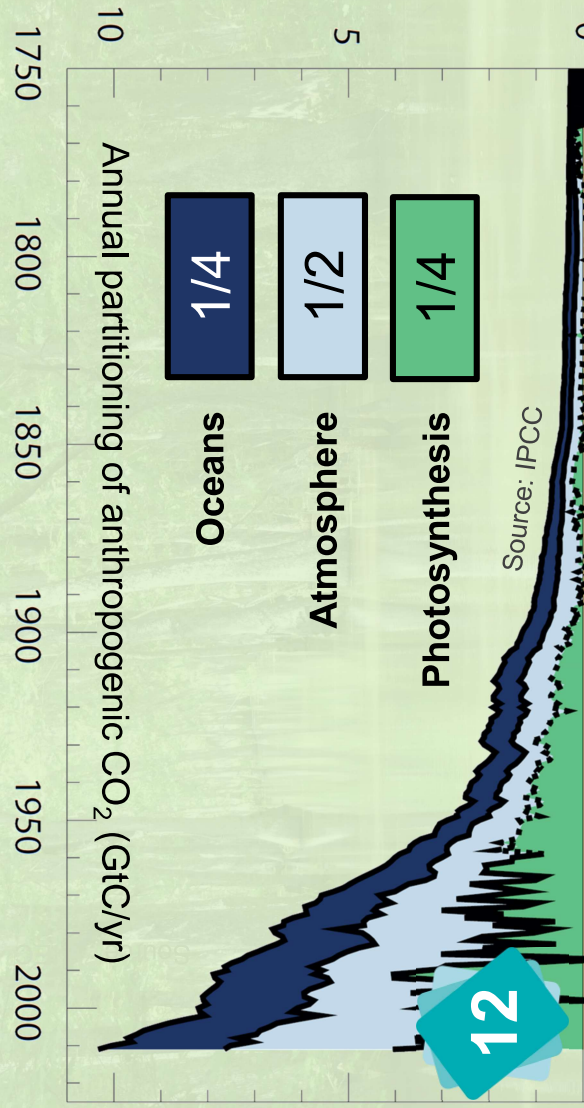 10
5
1750
1800
1850
1900
1950
2000
Annual partitioning of anthropogenic CO₂ (GtC/yr)
1/4
Oceans
1/2
Atmosphere
1/4
Photosynthesis
Source: IPCC
12